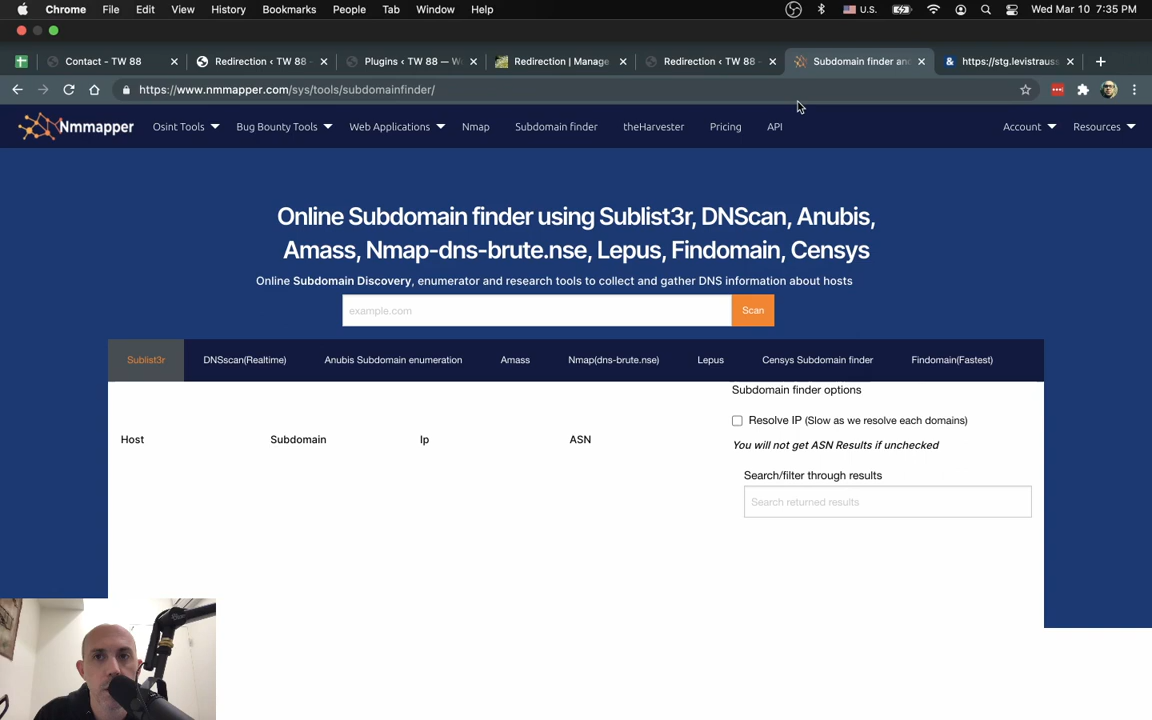 Chrome File Edit View History Bookmarks People Tab Window Help U.S. Wed Mar 10 7:35 PM
Contact - TW 88 Redirection ‹ TW 88 - Plugins ‹ TW 88 — W Redirection | Manage Redirection ‹ TW 88 - Subdomain finder and https://stg.levistrauss
https://www.nmmapper.com/sys/tools/subdomainfinder/
Nmmapper Osint Tools Bug Bounty Tools Web Applications Nmap Subdomain finder theHarvester Pricing API Account Resources
Online Subdomain finder using Sublist3r, DNScan, Anubis,
Amass, Nmap-dns-brute.nse, Lepus, Findomain, Censys
Online Subdomain Discovery, enumerator and research tools to collect and gather DNS information about hosts
example.com Scan
Sublist3r DNSscan(Realtime) Anubis Subdomain enumeration Amass Nmap(dns-brute.nse) Lepus Censys Subdomain finder Findomain(Fastest)
Subdomain finder options
Resolve IP (Slow as we resolve each domains)
Host Subdomain Ip ASN
You will not get ASN Results if unchecked
Search/filter through results
Search returned results